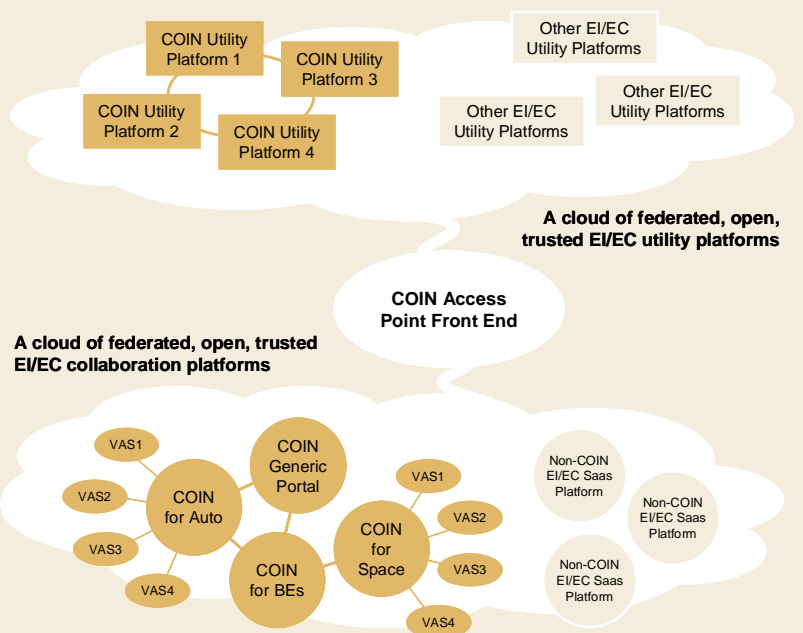 COIN Utility
Platform 1
COIN Utility
Platform 3
COIN Utility
Platform 2
COIN Utility
Platform 4
Other EI/EC
Utility Platforms
Other EI/EC
Utility Platforms
Other EI/EC
Utility Platforms
A cloud of federated, open,
trusted EI/EC utility platforms
COIN Access
Point Front End
A cloud of federated, open, trusted
EI/EC collaboration platforms
VAS1
VAS2
VAS3
VAS4
COIN
for Auto
COIN
Generic
Portal
COIN
for BEs
COIN
for
Space
VAS1
VAS2
VAS3
VAS4
Non-COIN
EI/EC Saas
Platform
Non-COIN
EI/EC Saas
Platform
Non-COIN
EI/EC Saas
Platform